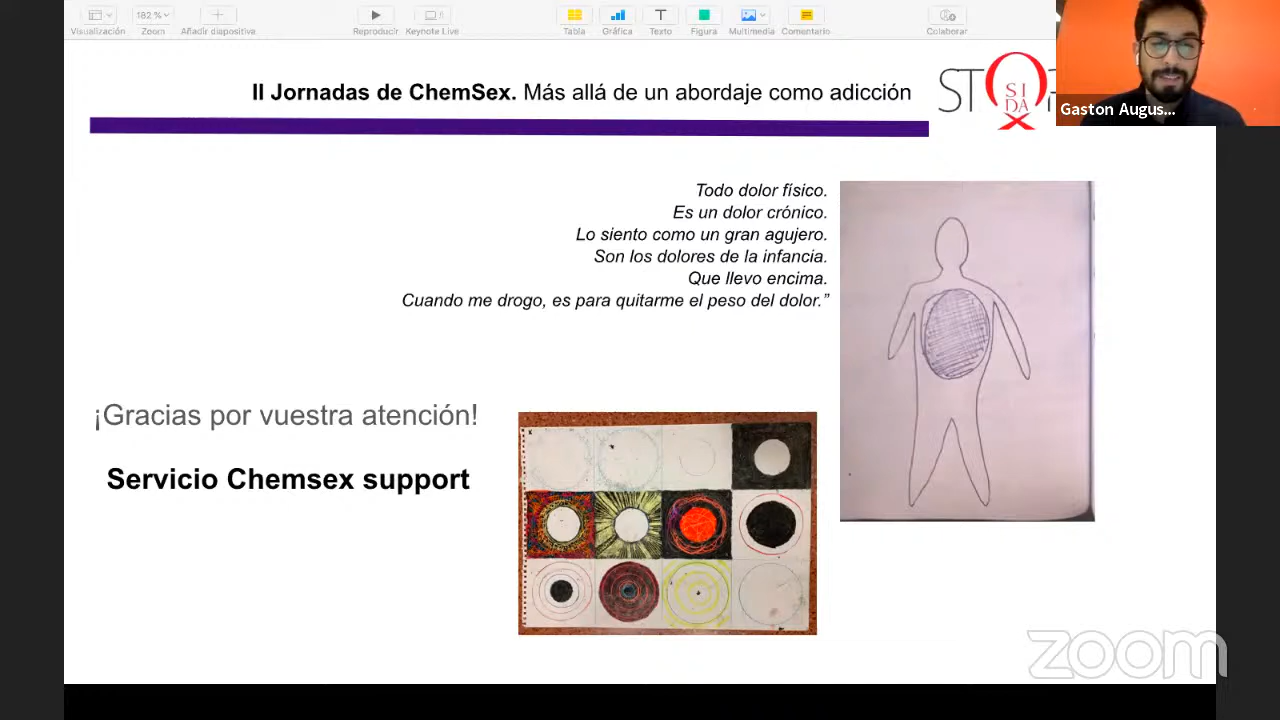 Visualización
182 %
Zoom
Añadir diapositiva
Reproducir
Keynote Live
Tabla
Gráfica
Texto
Figura
Multimedia
Comentario
Colaborar
II Jornadas de ChemSex. Más allá de un abordaje como adicción
ST
SI
DA
Gaston Augus...
Todo dolor físico.
Es un dolor crónico.
Lo siento como un gran agujero.
Son los dolores de la infancia.
Que llevo encima.
Cuando me drogo, es para quitarme el peso del dolor.”
¡Gracias por vuestra atención!
Servicio Chemsex support
zoom